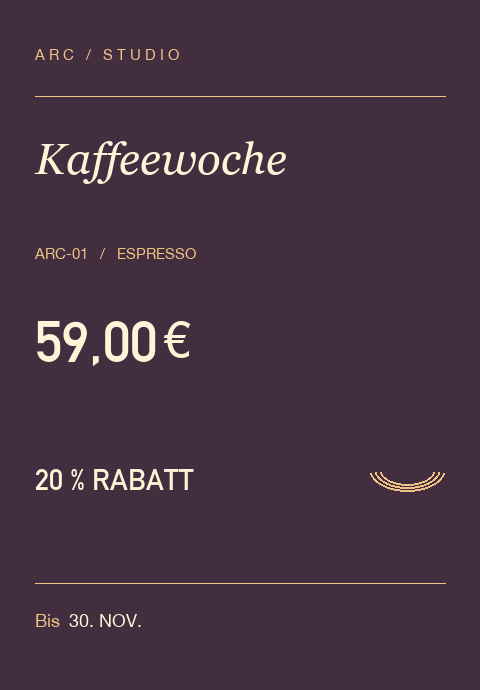 ARC / STUDIO
Kaffeewoche
ARC-01 / ESPRESSO
59,00 €
20 % RABATT
Bis 30. NOV.